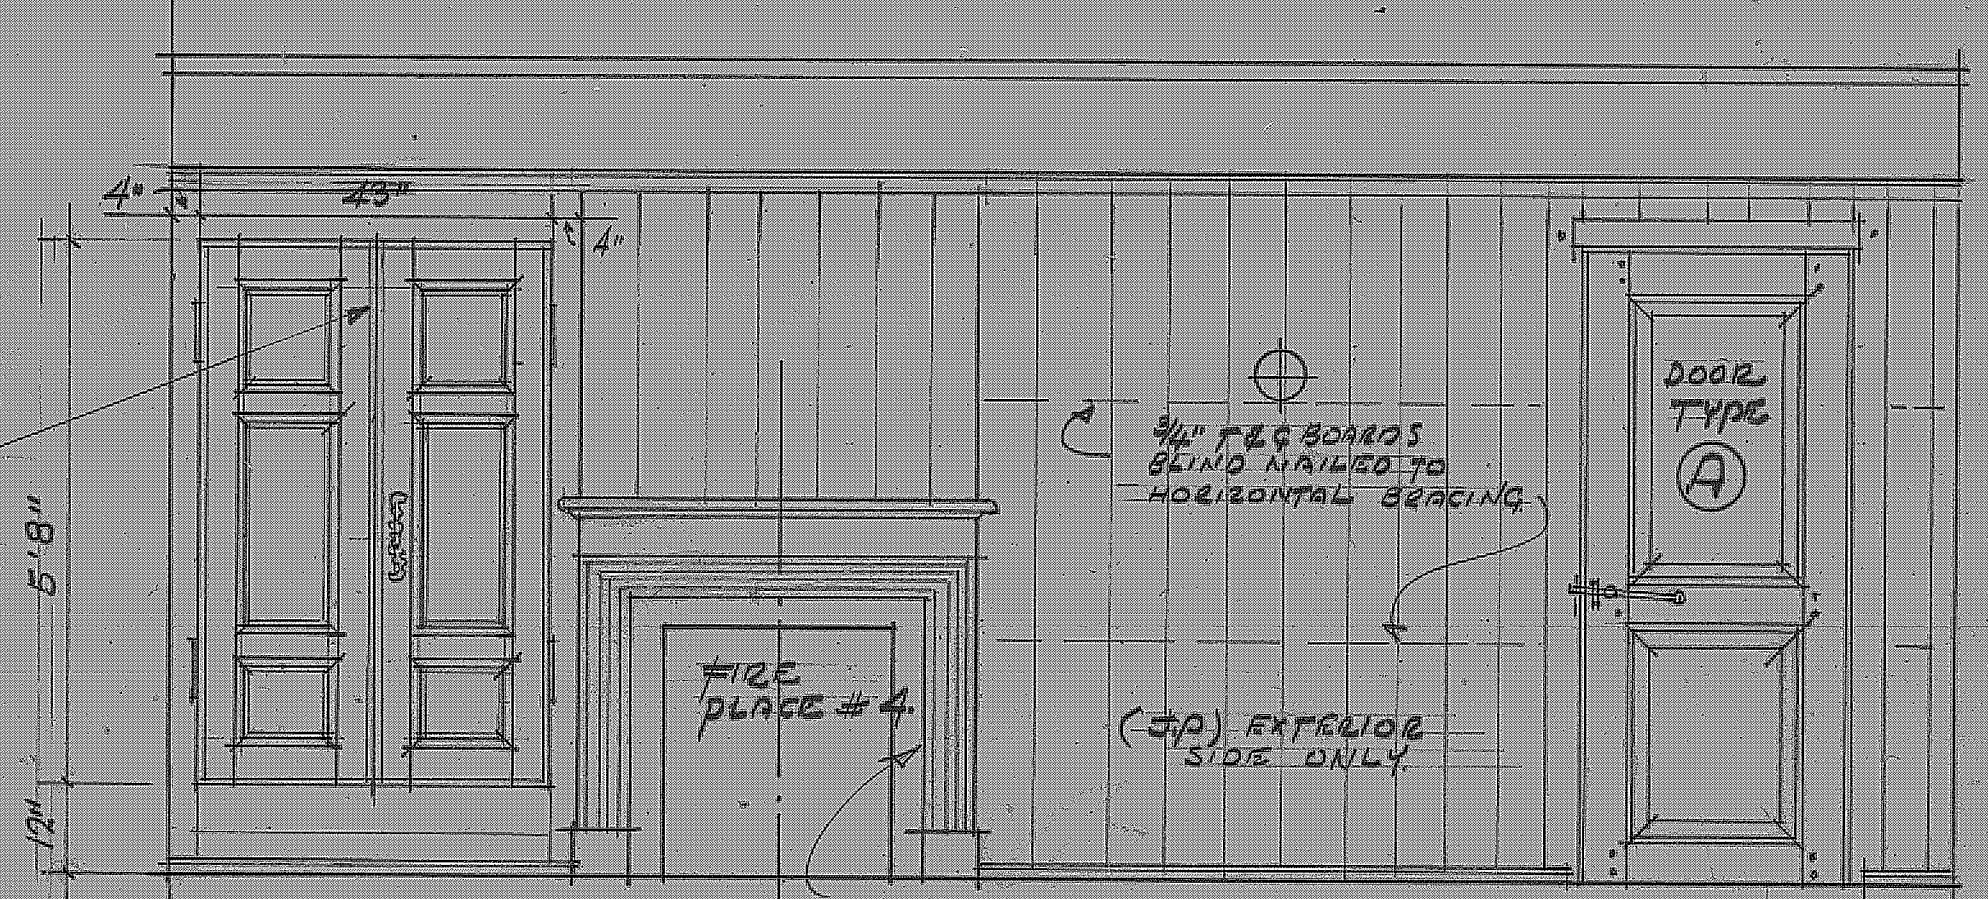 4"
43"
4"
5'8"
12"
3/4" T & G BOARDS
BLIND NAILED TO
HORIZONTAL BRACING
DOOR
TYPE
A
FIRE
PLACE # 4.
EXTERIOR
SIDE ONLY.